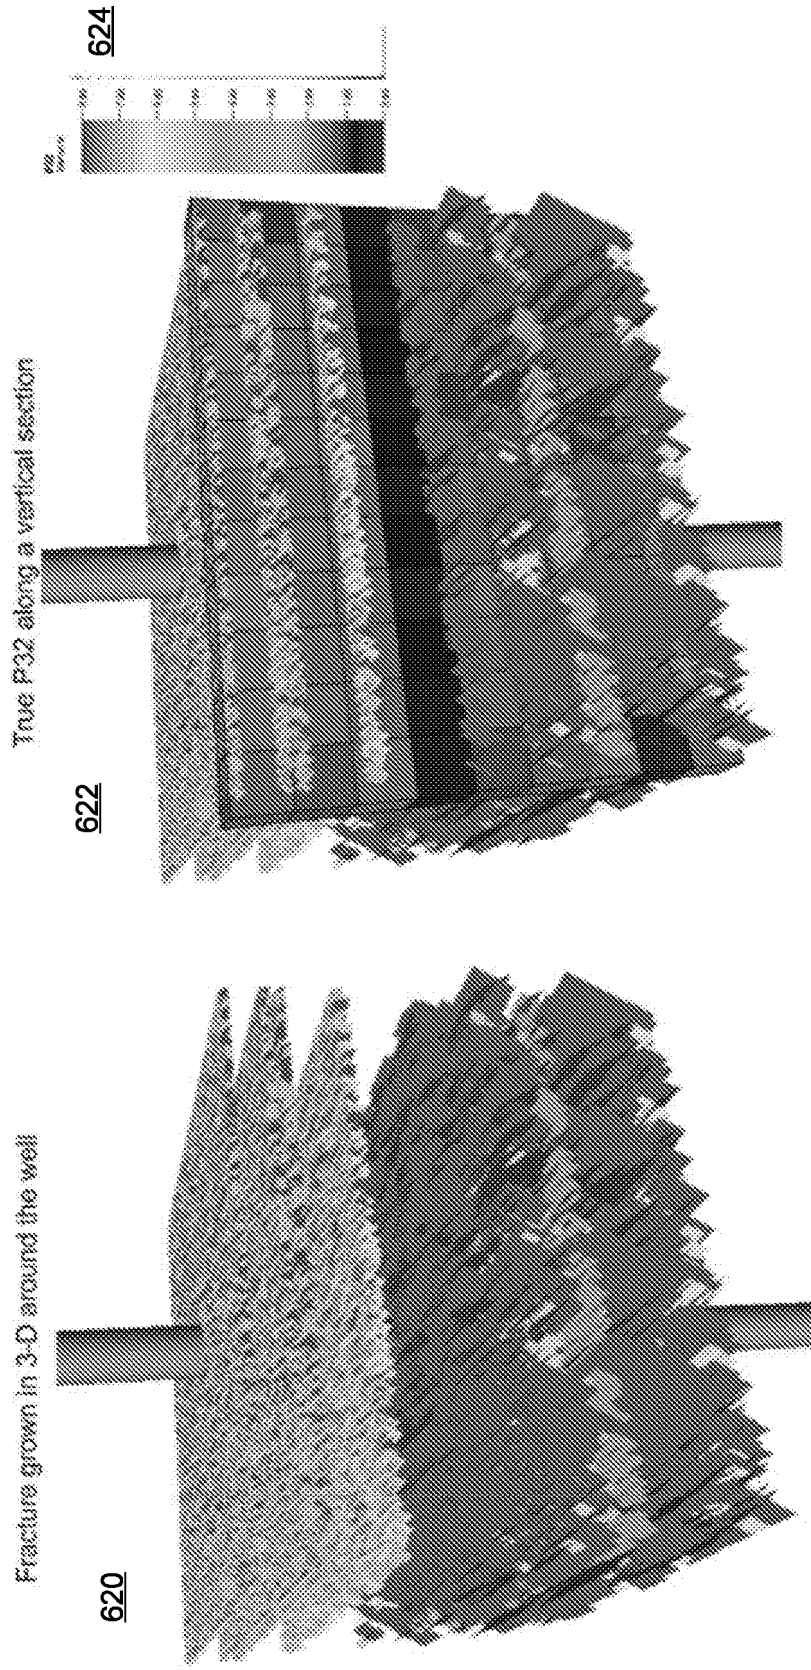 Fracture grown in 3-D around the well
620
True P32 along a vertical section
622
624